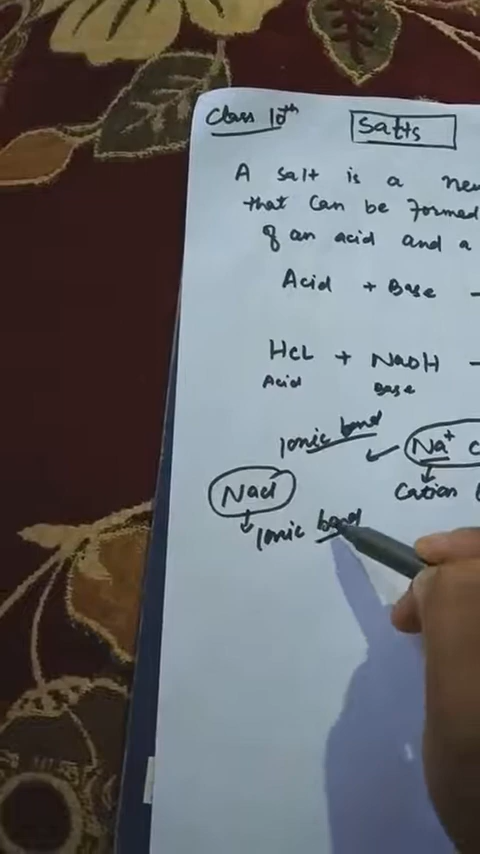 Class 10th
Salts
A salt is a new
that can be formed
of an acid and a
Acid + Base
HCL + NaOH
Acid Base
Ionic bond Na+ C
NaCl Cation
Ionic bond